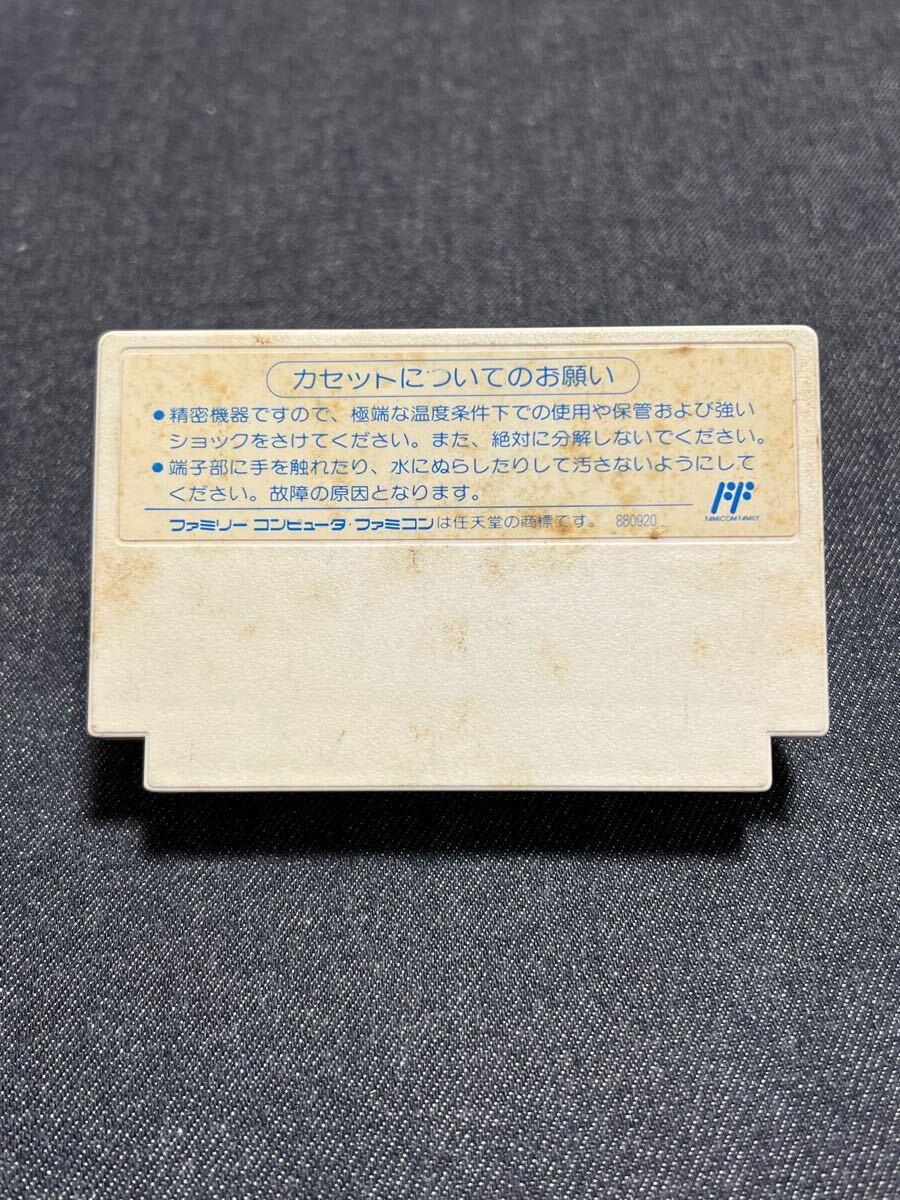 カセットについてのお願い
●精密機器ですので、極端な温度条件下での使用や保管および強い
ショックをさけてください。また、絶対に分解しないでください。
●端子部に手を触れたり、水にぬらしたりして汚さないようにして
ください。故障の原因となります。
FAMICOM FAMILY
ファミリー コンピュータ・ファミコンは任天堂の商標です。 880920